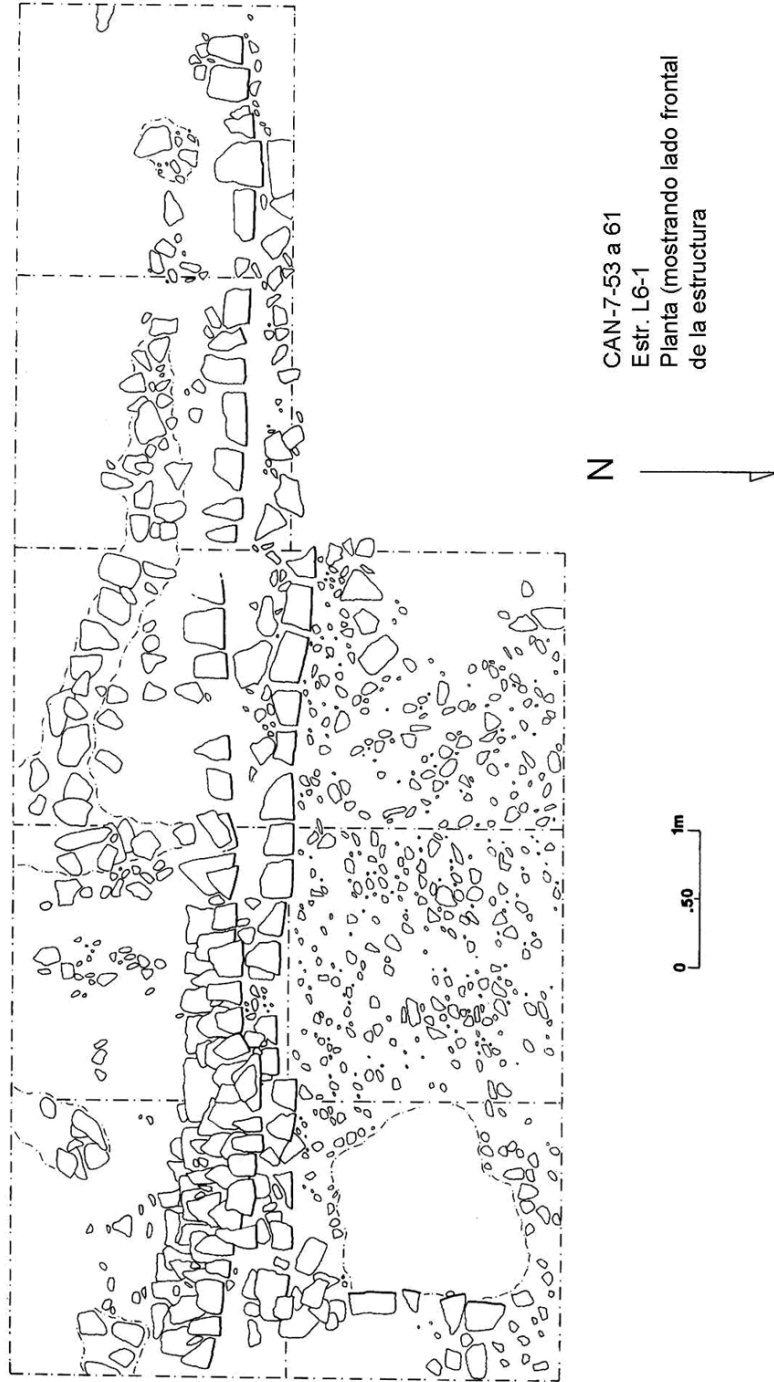 CAN-7-53 a 61
Estr. L6-1
Planta (mostrando lado frontal
de la estructura
N
0 .50 1m